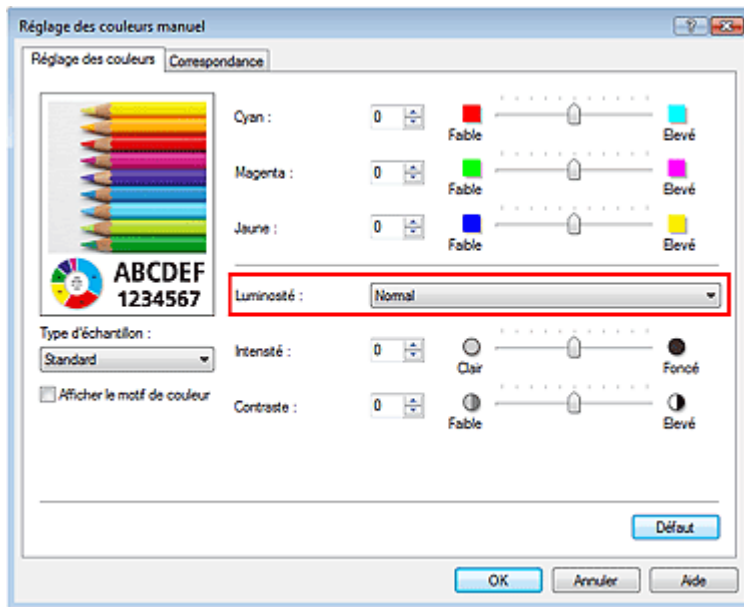 Réglage des couleurs manuel
Réglage des couleurs
Correspondance
ABCDEF
1234567
Type d'échantillon :
Standard
Afficher le motif de couleur
Cyan :
0
Faible
Elevé
Magenta :
0
Faible
Elevé
Jaune :
0
Faible
Elevé
Luminosité :
Normal
Intensité :
0
Clair
Foncé
Contraste :
0
Faible
Elevé
Défaut
OK
Annuler
Aide